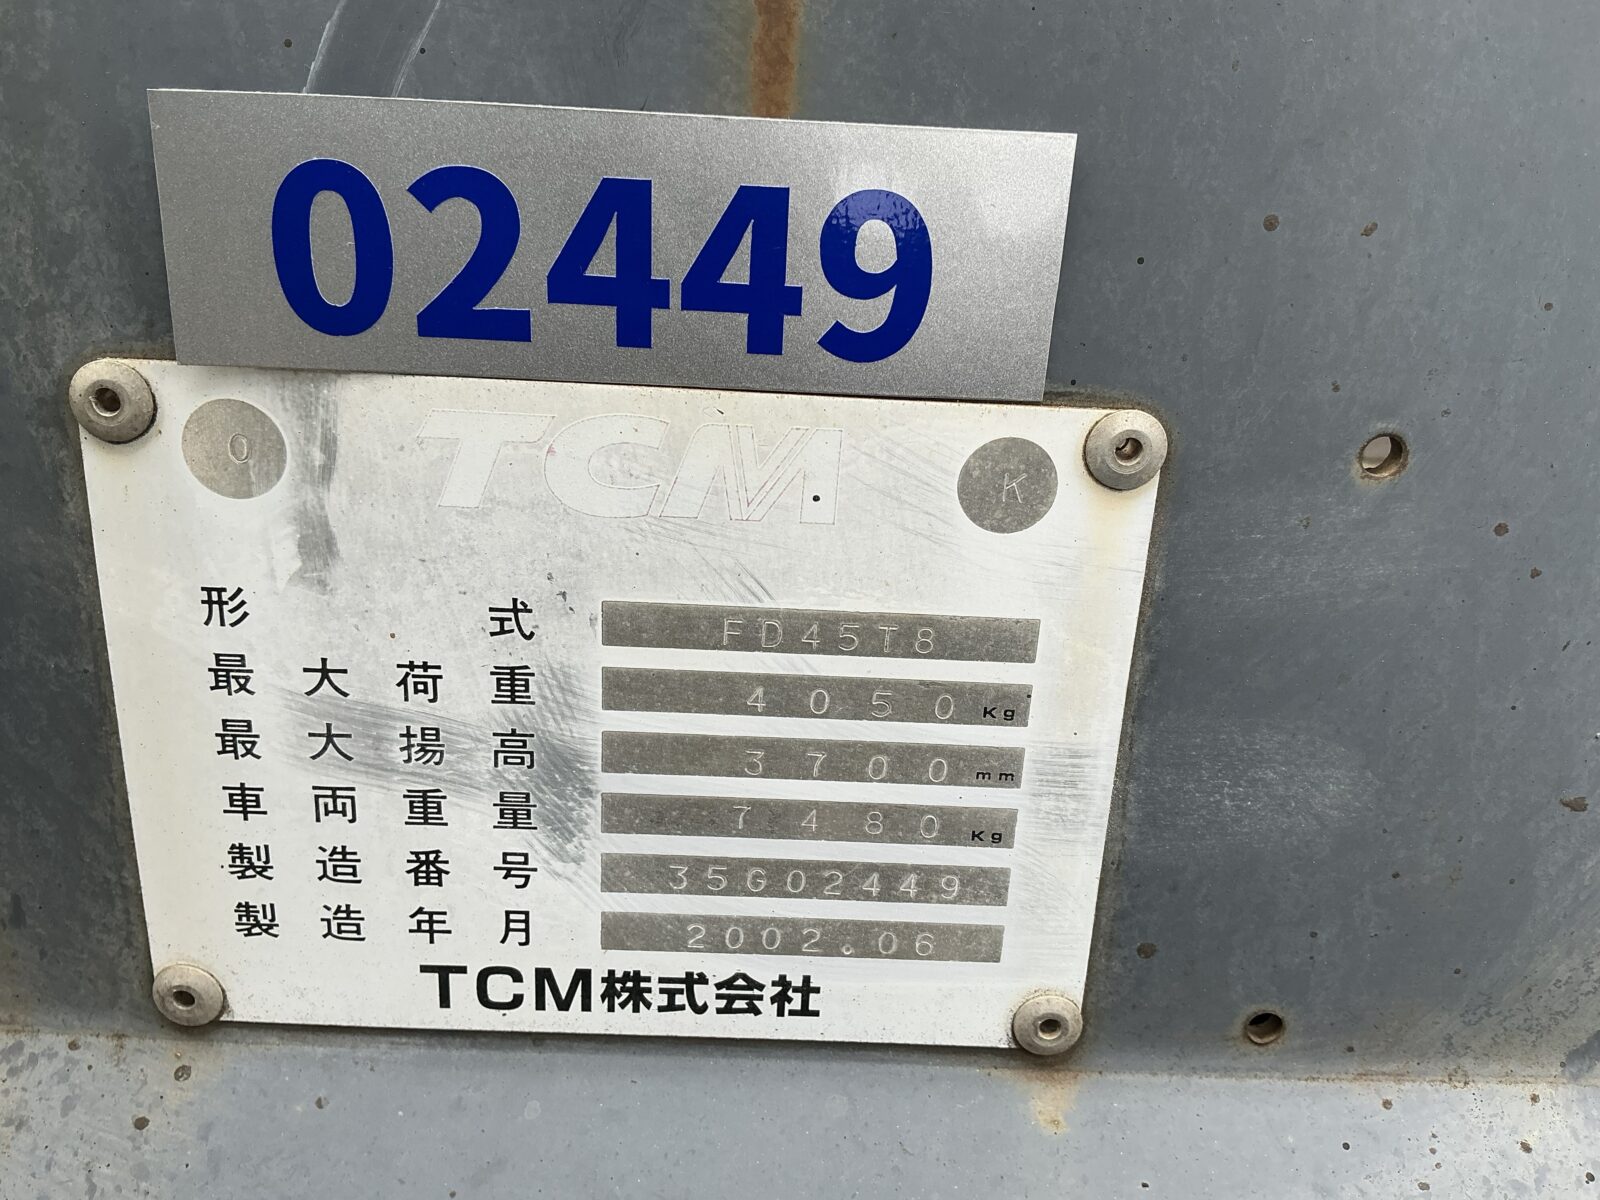 02449
O TCM K
形式 FD45T8
最大荷重 4050 Kg
最大揚高 3700 mm
車両重量 7480 Kg
製造番号 35G02449
製造年月 2002.06
TCM株式会社